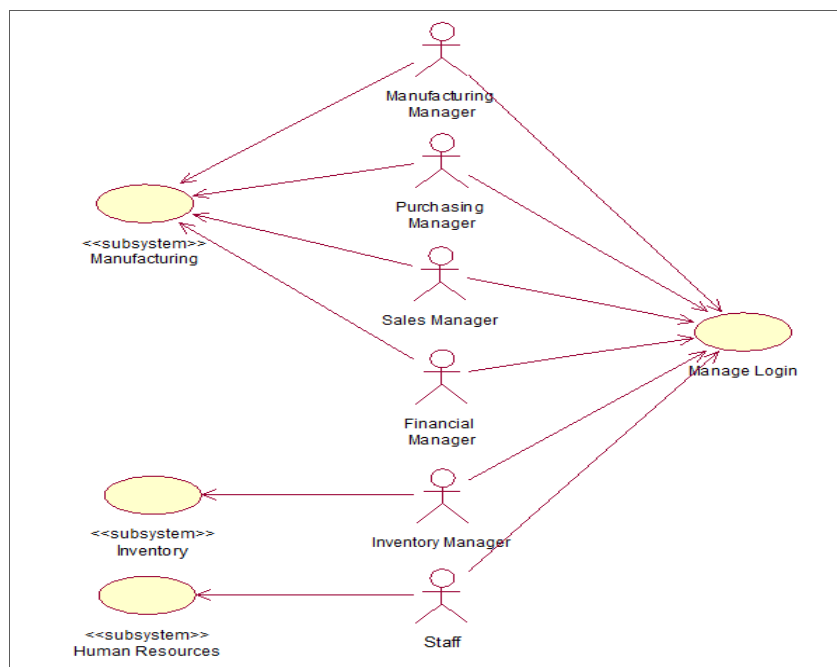 Manufacturing
Manager
Purchasing
Manager
<<subsystem>>
Manufacturing
Sales Manager
Manage Login
Financial
Manager
<<subsystem>>
Inventory
Inventory Manager
<<subsystem>>
Human Resources
Staff